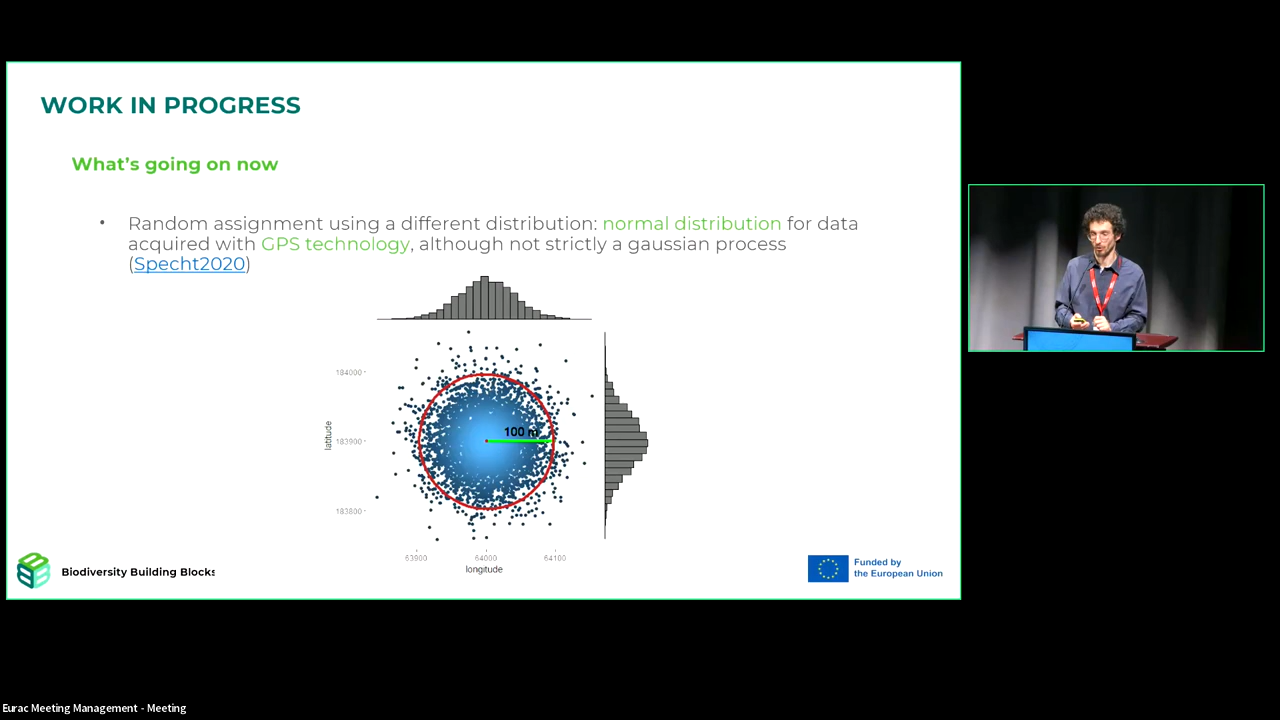 WORK IN PROGRESS
What's going on now
• Random assignment using a different distribution: normal distribution for data
acquired with GPS technology, although not strictly a gaussian process
(Specht2020)
184000
100 m
latitude
183900
183800
63900 64000 64100
longitude
Biodiversity Building Blocks
Funded by
the European Union
Eurac Meeting Management - Meeting